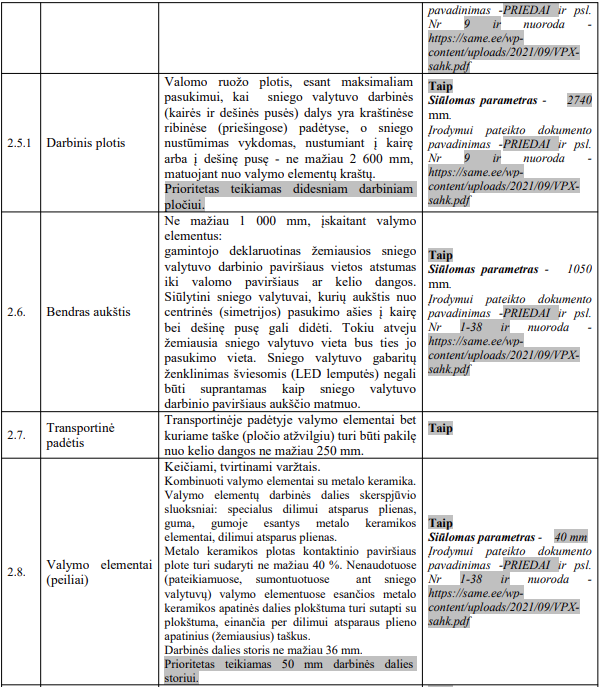 pavadinimas -PRIEDAI ir psl.
Nr 9 ir nuoroda -
https://same.ee/wp-
content/uploads/2021/09/VPX-
sahk.pdf
2.5.1
Darbinis plotis
Valomo ruožo plotis, esant maksimaliam
pasukimui, kai sniego valytuvo darbinės
(kairės ir dešinės pusės) dalys yra kraštinėse
ribinėse (priešingose) padėtyse, o sniego
nustūmimas vykdomas, nustumiant į kairę
arba į dešinę pusę - ne mažiau 2 600 mm,
matuojant nuo valymo elementų kraštų.
Prioritetas teikiamas didesniam darbiniam
pločiui.
Taip
Siūlomas parametras - 2740
mm.
Įrodymui pateikto dokumento
pavadinimas -PRIEDAI ir psl.
Nr 9 ir nuoroda -
https://same.ee/wp-
content/uploads/2021/09/VPX-
sahk.pdf
2.6.
Bendras aukštis
Ne mažiau 1 000 mm, įskaitant valymo
elementus:
gamintojo deklaruotinas žemiausios sniego
valytuvo darbinio paviršiaus vietos atstumas
iki valomo paviršiaus ar kelio dangos.
Siūlytini sniego valytuvai, kurių aukštis nuo
centrinės (simetrijos) pasukimo ašies į kairę
bei dešinę pusę gali didėti. Tokiu atveju
žemiausia sniego valytuvo vieta bus ties jo
pasukimo vieta. Sniego valytuvo gabaritų
ženklinimas šviesomis (LED lemputės) negali
būti suprantamas kaip sniego valytuvo
darbinio paviršiaus aukščio matmuo.
Taip
Siūlomas parametras - 1050
mm.
Įrodymui pateikto dokumento
pavadinimas -PRIEDAI ir psl.
Nr 1-38 ir nuoroda -
https://same.ee/wp-
content/uploads/2021/09/VPX-
sahk.pdf
2.7.
Transportinė
padėtis
Transportinėje padėtyje valymo elementai bet
kuriame taške (pločio atžvilgiu) turi būti pakilę
nuo kelio dangos ne mažiau 250 mm.
Taip
2.8.
Valymo elementai
(peiliai)
Keičiami, tvirtinami varžtais.
Kombinuoti valymo elementai su metalo keramika.
Valymo elementų darbinės dalies skerspjūvio
sluoksniai: specialus dilimui atsparus plienas,
guma, gumoje esantys metalo keramikos
elementai, dilimui atsparus plienas.
Metalo keramikos plotas kontaktinio paviršiaus
plote turi sudaryti ne mažiau 40 %. Nenaudotuose
(pateikiamuose, sumontuotuose ant sniego
valytuvų) valymo elementuose esančios metalo
keramikos apatinės dalies plokštuma turi sutapti su
plokštuma, einančia per dilimui atsparaus plieno
apatinius (žemiausius) taškus.
Darbinės dalies storis ne mažiau 36 mm.
Prioritetas teikiamas 50 mm darbinės dalies
storiui.
Taip
Siūlomas parametras - 40 mm
Įrodymui pateikto dokumento
pavadinimas -PRIEDAI ir psl.
Nr 1-38 ir nuoroda -
https://same.ee/wp-
content/uploads/2021/09/VPX-
sahk.pdf